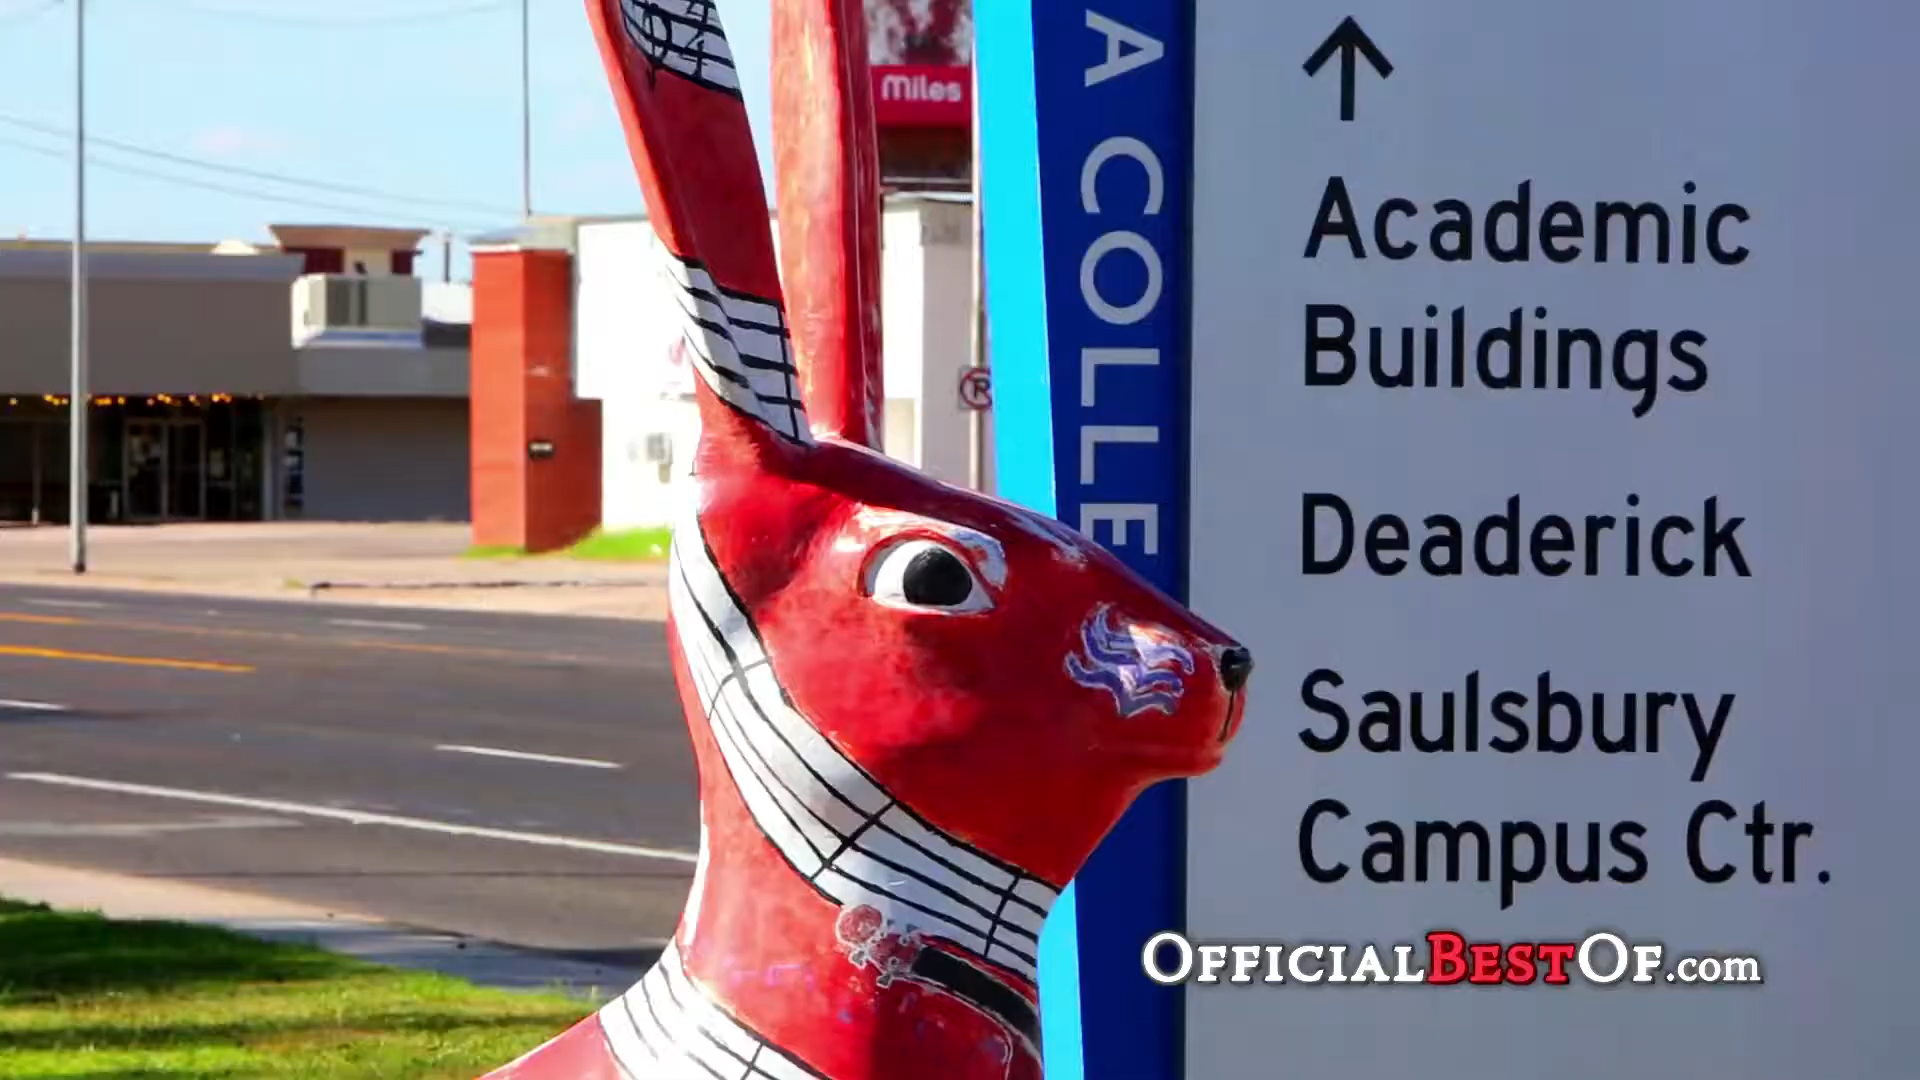 Miles
A COLLE
Academic
Buildings
Deaderick
Saulsbury
Campus Ctr.
OFFICIALBESTOF.com